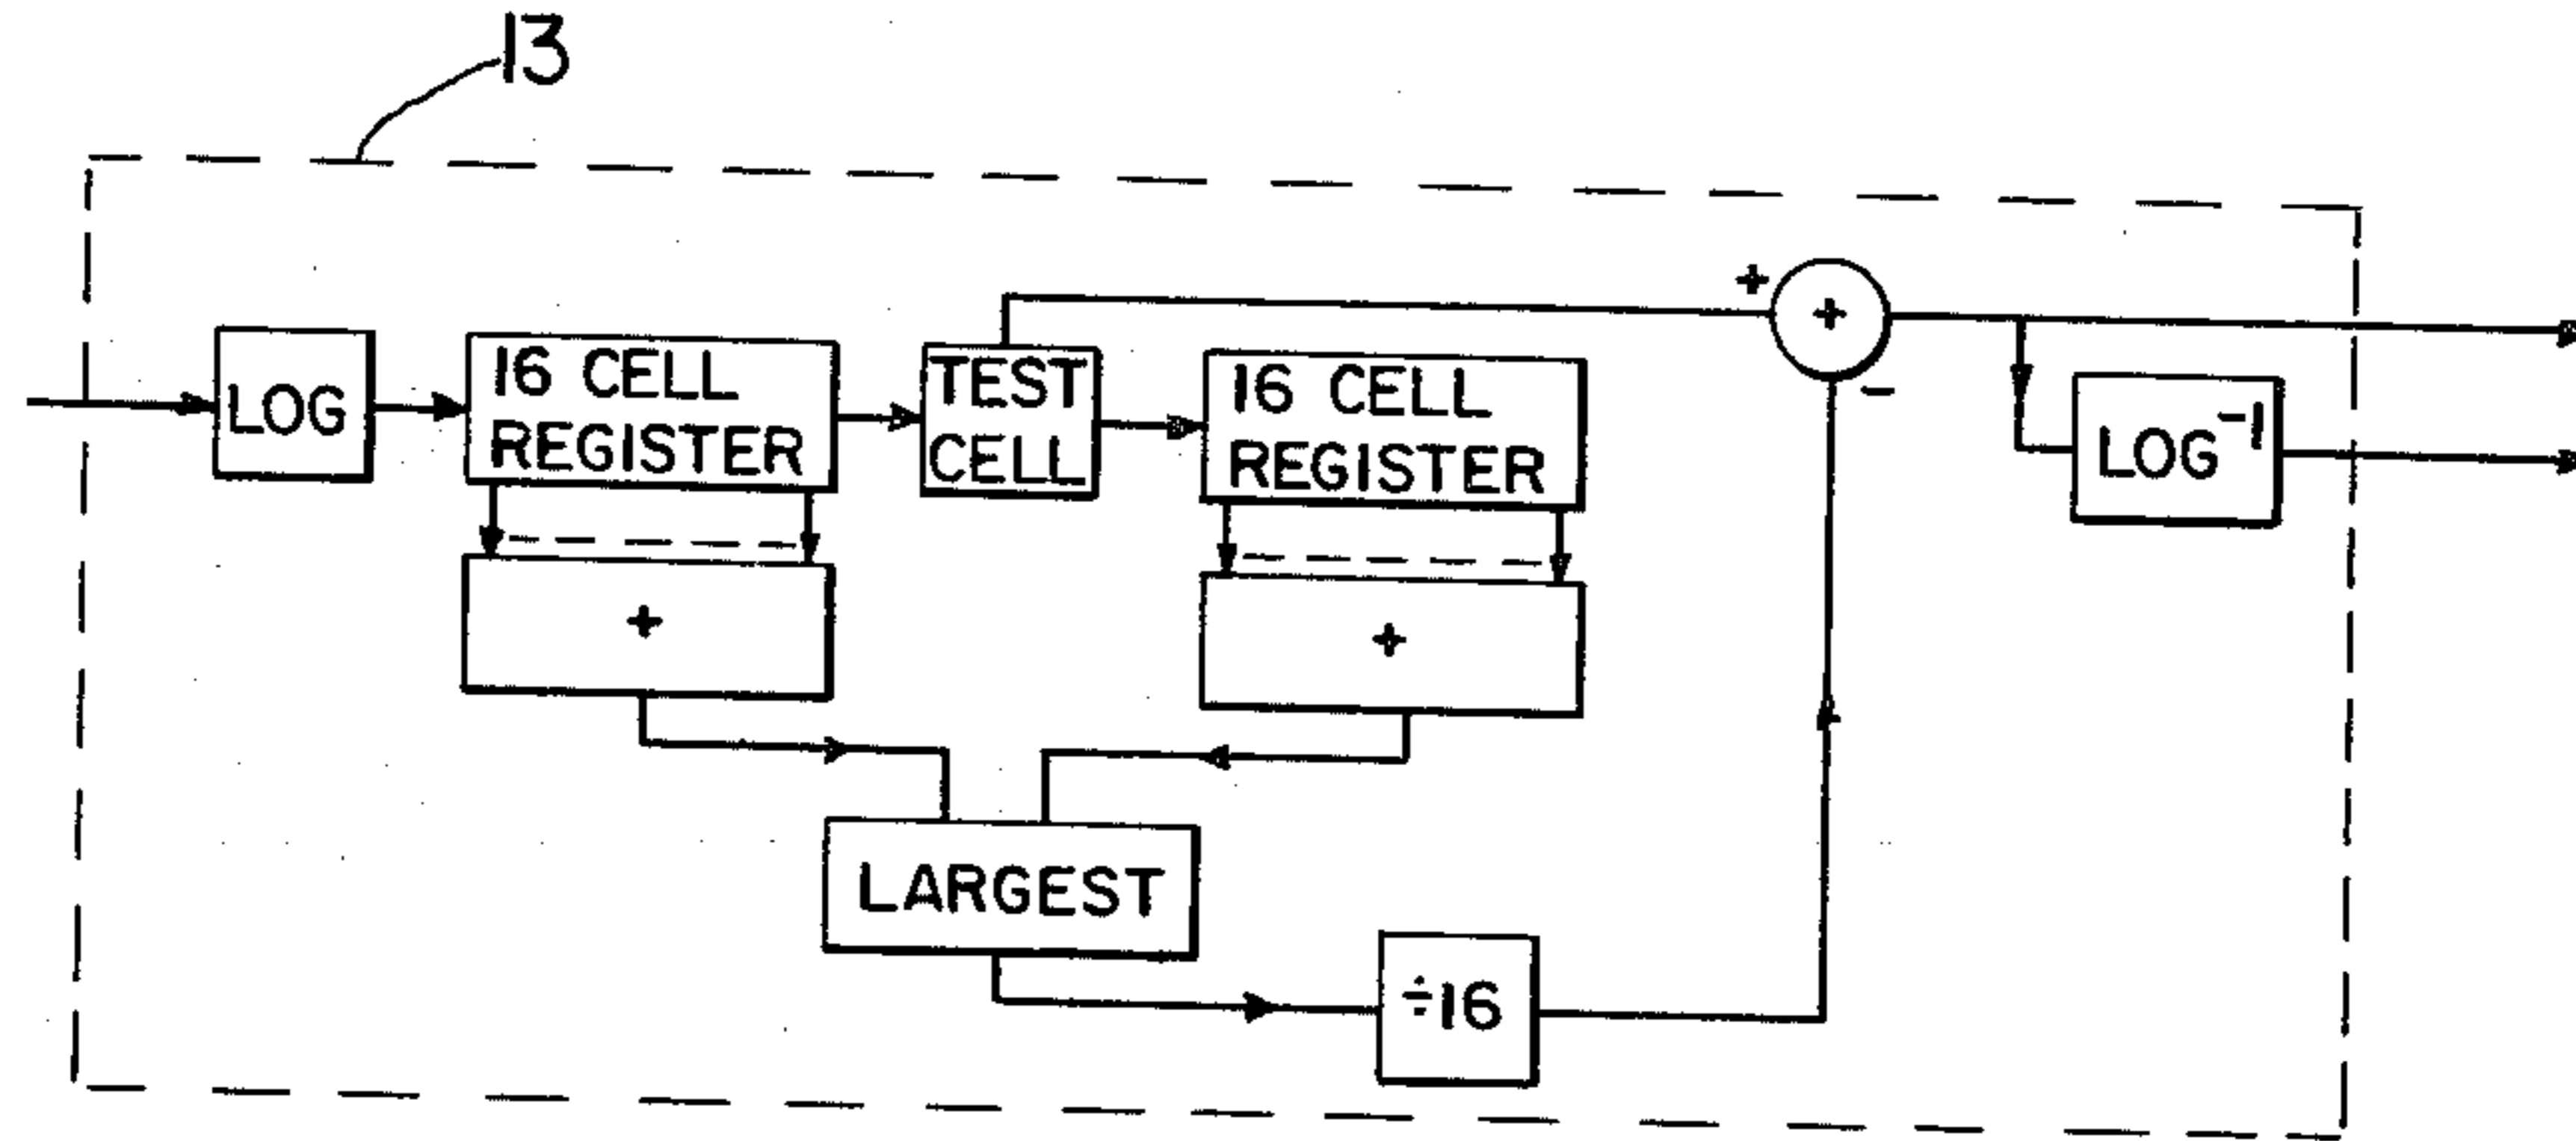 13
+
+
-
LOG
16 CELL
REGISTER
TEST
CELL
16 CELL
REGISTER
LOG⁻¹
+
+
LARGEST
÷16